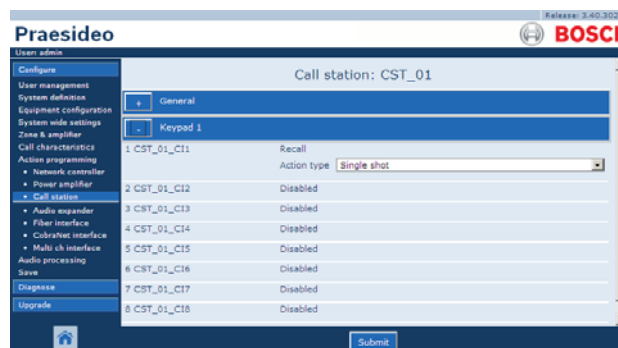 Release: 3.40.302
Praesideo
BOSCH
User: admin
Configure
User management
System definition
Equipment configuration
System wide settings
Zone & amplifier
Call characteristics
Action programming
• Network controller
• Power amplifier
• Call station
• Audio expander
• Fiber interface
• CobraNet interface
• Multi ch interface
Audio processing
Save
Diagnose
Upgrade
Call station: CST_01
+ General
- Keypad 1
1 CST_01_CI1 Recall
Action type Single shot
2 CST_01_CI2 Disabled
3 CST_01_CI3 Disabled
4 CST_01_CI4 Disabled
5 CST_01_CI5 Disabled
6 CST_01_CI6 Disabled
7 CST_01_CI7 Disabled
8 CST_01_CI8 Disabled
Submit